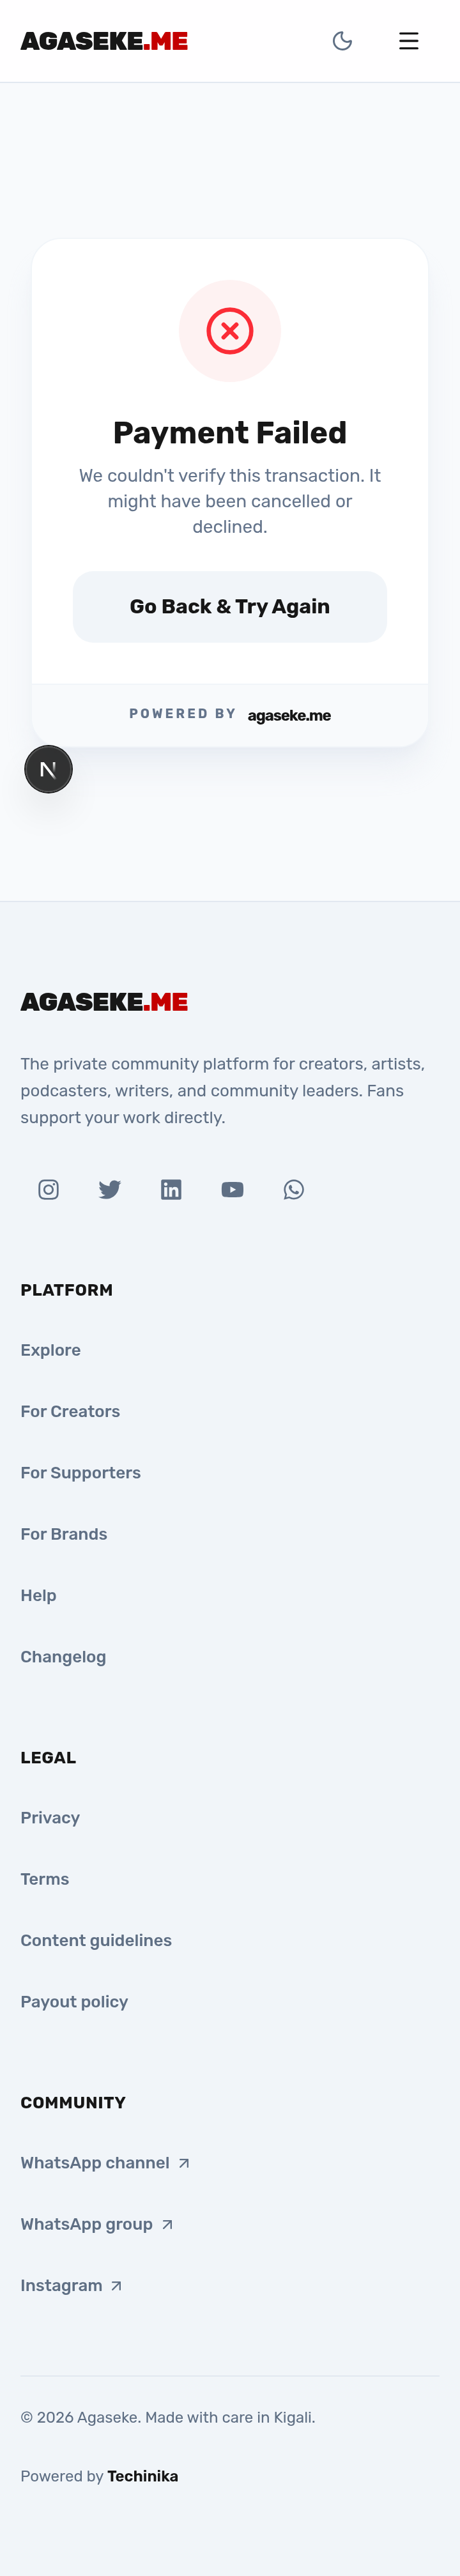 AGASEKE.ME
Payment Failed
We couldn't verify this transaction. It
might have been cancelled or
declined.
Go Back & Try Again
POWERED BY agaseke.me
N
AGASEKE.ME
The private community platform for creators, artists,
podcasters, writers, and community leaders. Fans
support your work directly.
PLATFORM
Explore
For Creators
For Supporters
For Brands
Help
Changelog
LEGAL
Privacy
Terms
Content guidelines
Payout policy
COMMUNITY
WhatsApp channel
WhatsApp group
Instagram
© 2026 Agaseke. Made with care in Kigali.
Powered by Techinika